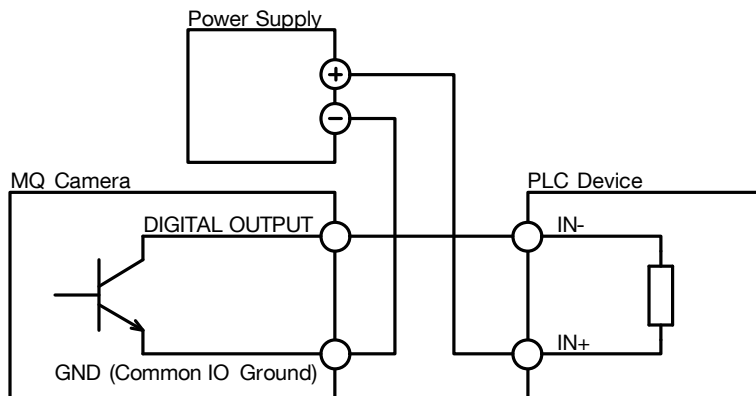 Power Supply
+
−
MQ Camera
PLC Device
DIGITAL OUTPUT
IN-
IN+
GND (Common IO Ground)